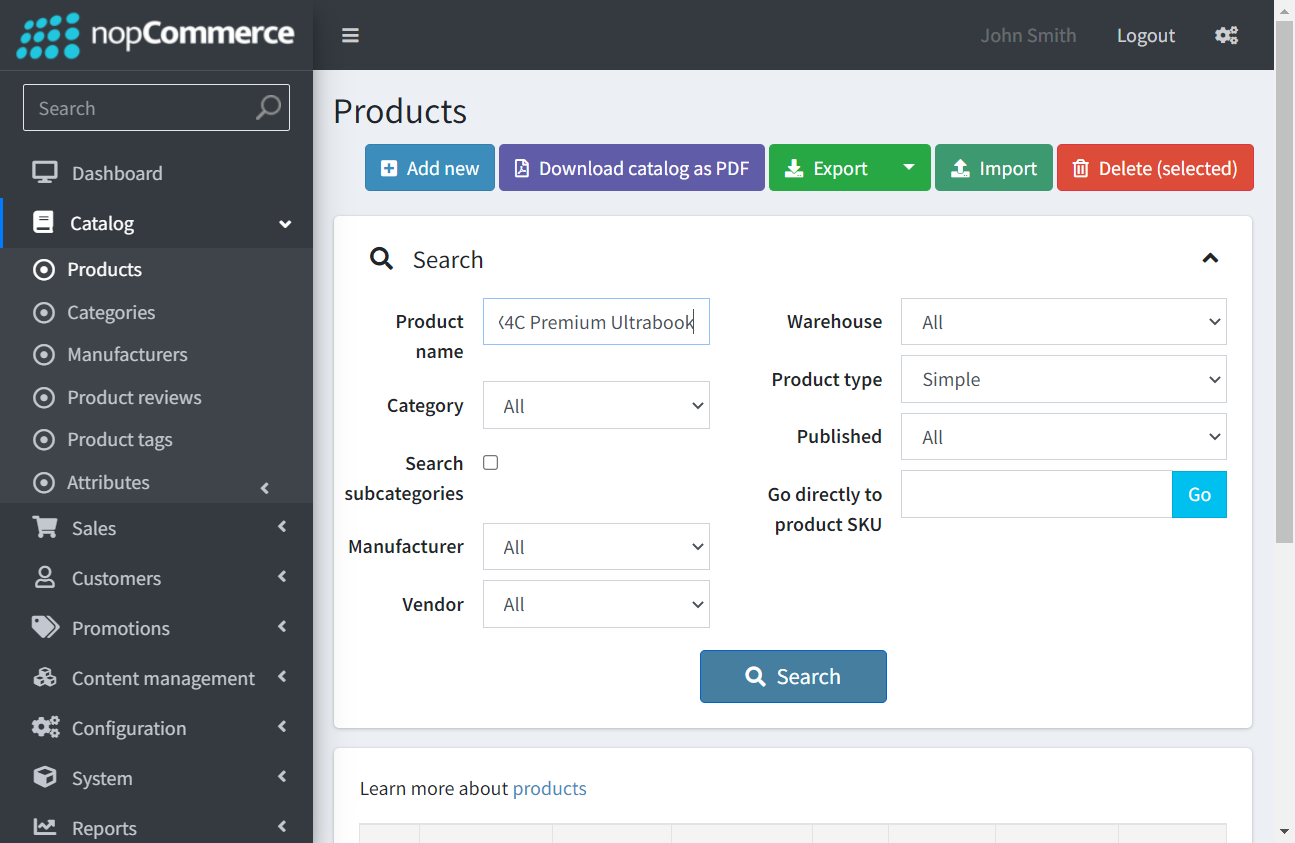 nopCommerce
John Smith
Logout
Search
Dashboard
Catalog
Products
Categories
Manufacturers
Product reviews
Product tags
Attributes
Sales
Customers
Promotions
Content management
Configuration
System
Reports
Products
Add new
Download catalog as PDF
Export
Import
Delete (selected)
Search
Product name
4C Premium Ultrabook
Category
All
Search subcategories
Manufacturer
All
Vendor
All
Warehouse
All
Product type
Simple
Published
All
Go directly to product SKU
Go
Search
Learn more about products